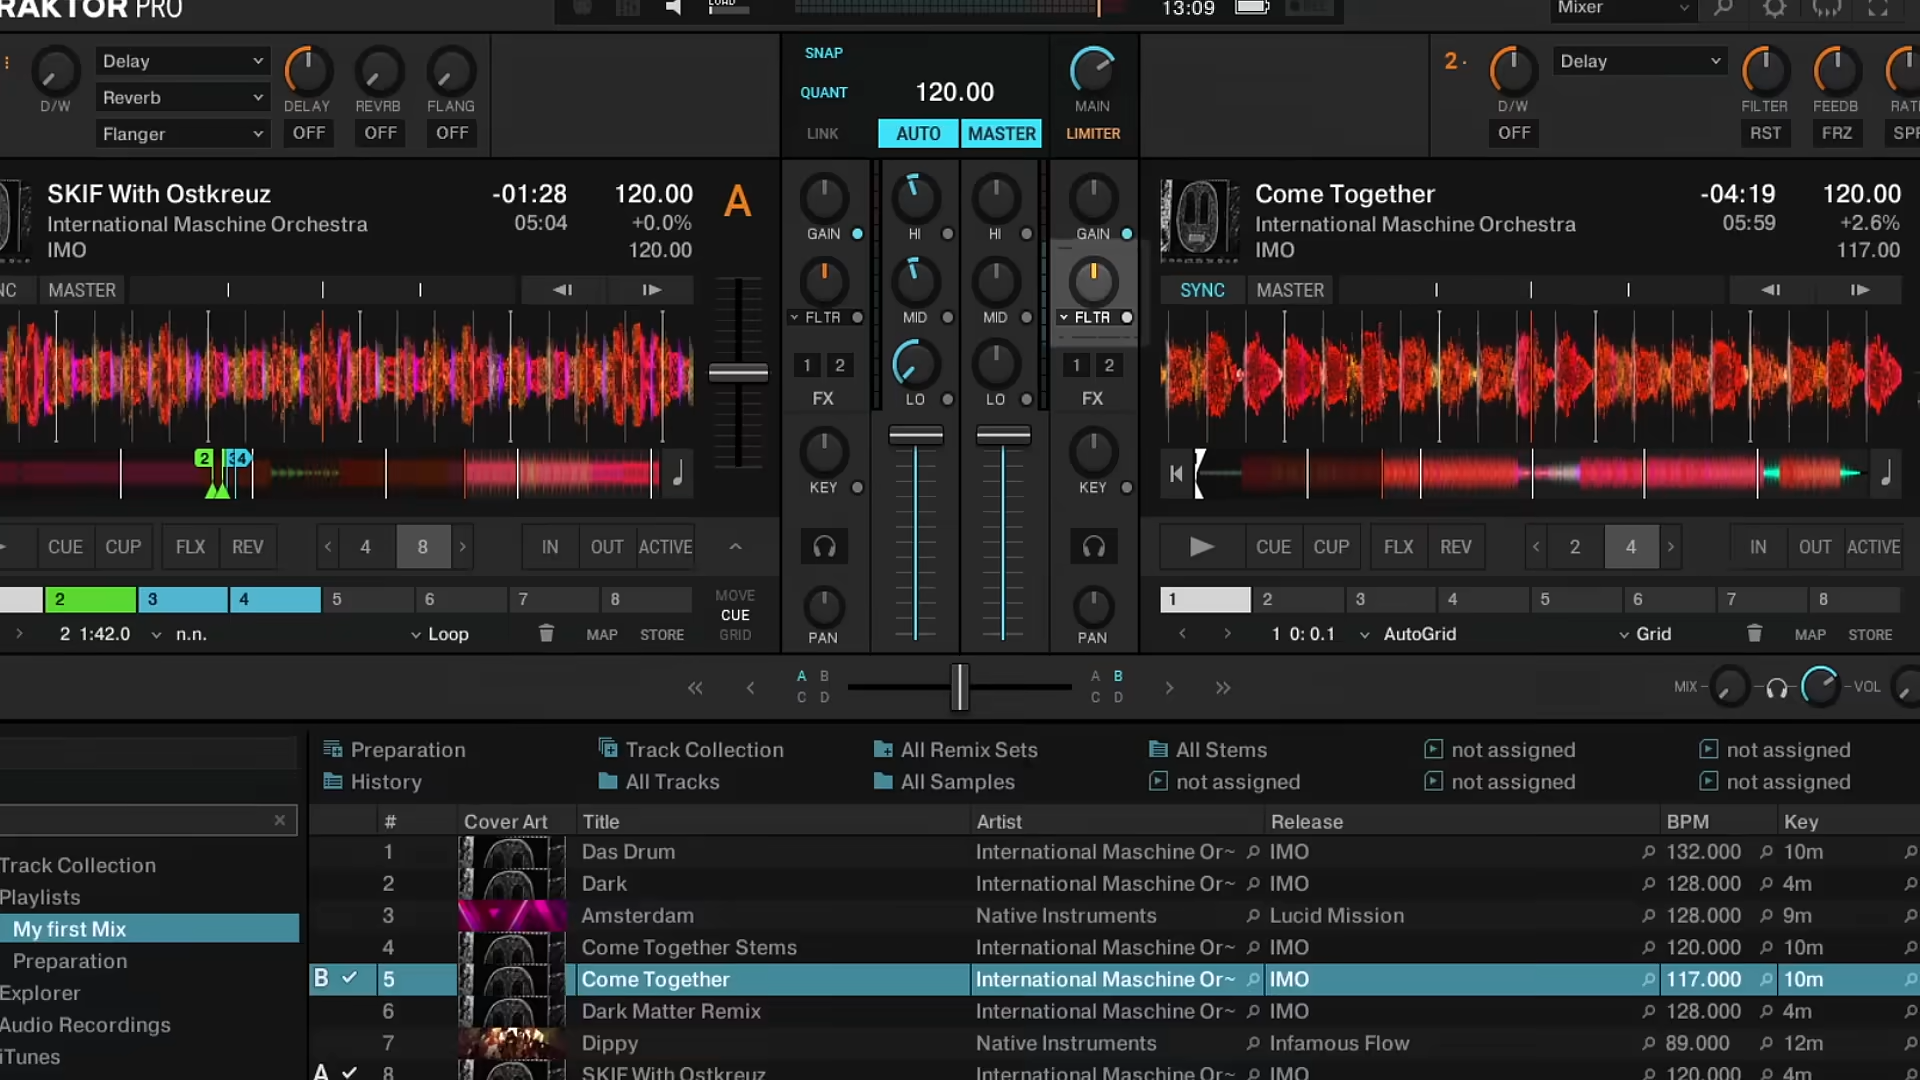 RAKTOR PRO
LOAD
13:09
Mixer
Delay
Reverb
Flanger
D/W
DELAY REVRB FLANG
OFF OFF OFF
SNAP
QUANT 120.00
LINK AUTO MASTER
MAIN
LIMITER
2
D/W
OFF
Delay
FILTER FEEDB RAT
RST FRZ SP
SKIF With Ostkreuz -01:28 120.00
International Maschine Orchestra 05:04 +0.0%
IMO 120.00
A
NC MASTER
GAIN HI HI GAIN
FLTR MID MID FLTR
1 2 LO LO 1 2
FX FX
KEY KEY
PAN PAN
Come Together -04:19 120.00
International Maschine Orchestra 05:59 +2.6%
IMO 117.00
SYNC MASTER
2 4
CUE CUP FLX REV 4 8 IN OUT ACTIVE
CUE CUP FLX REV 2 4 IN OUT ACTIVE
2 3 4 5 6 7 8
MOVE
CUE
GRID
1 2 3 4 5 6 7 8
2 1:42.0 n.n. Loop MAP STORE
1 0: 0.1 AutoGrid Grid MAP STORE
A B
C D
A B
C D
MIX VOL
Preparation Track Collection All Remix Sets All Stems not assigned not assigned
History All Tracks All Samples not assigned not assigned not assigned
# Cover Art Title Artist Release BPM Key
Track Collection
Playlists
My first Mix
Preparation
Explorer
Audio Recordings
iTunes
1 Das Drum International Maschine Or~ IMO 132.000 10m
2 Dark International Maschine Or~ IMO 128.000 4m
3 Amsterdam Native Instruments Lucid Mission 128.000 9m
4 Come Together Stems International Maschine Or~ IMO 120.000 10m
B 5 Come Together International Maschine Or~ IMO 117.000 10m
6 Dark Matter Remix International Maschine Or~ IMO 128.000 4m
7 Dippy Native Instruments Infamous Flow 89.000 12m
A 8 SKIF With Ostkreuz International Maschine Or~ IMO 120.000 4m